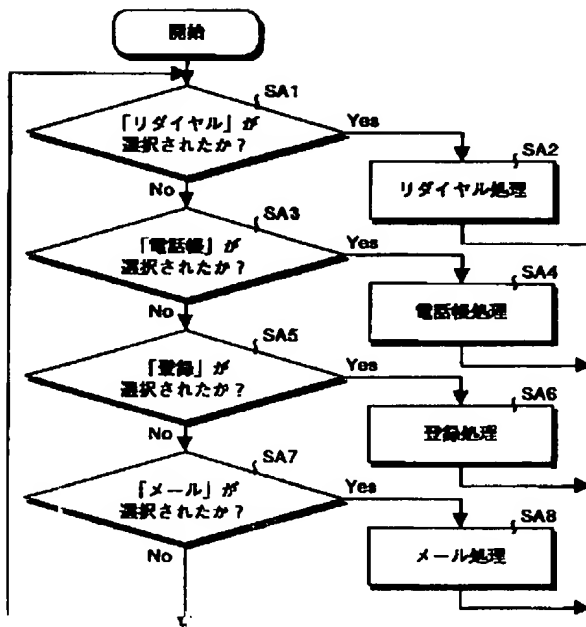 開始
SA1
「リダイヤル」が
選択されたか?
Yes
No
SA2
リダイヤル処理
SA3
「電話帳」が
選択されたか?
Yes
No
SA4
電話帳処理
SA5
「登録」が
選択されたか?
Yes
No
SA6
登録処理
SA7
「メール」が
選択されたか?
Yes
No
SA8
メール処理